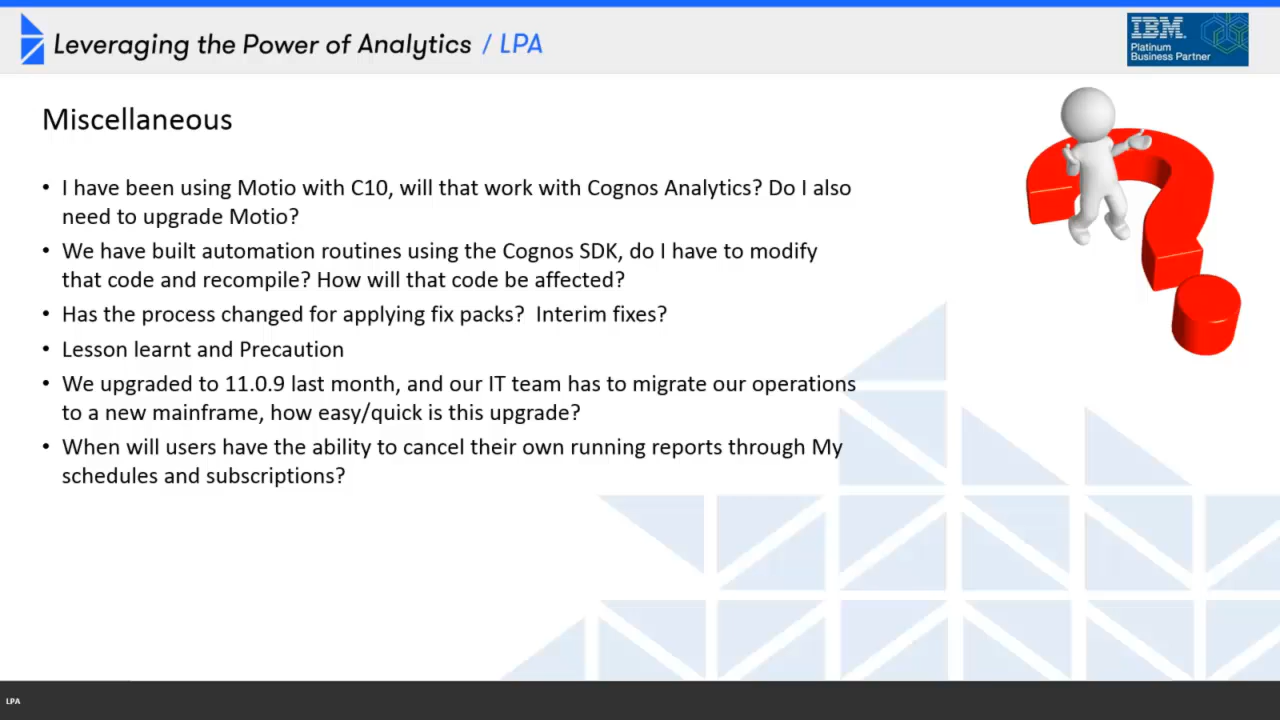 Leveraging the Power of Analytics / LPA
IBM
Platinum
Business Partner
Miscellaneous
• I have been using Motio with C10, will that work with Cognos Analytics? Do I also
need to upgrade Motio?
• We have built automation routines using the Cognos SDK, do I have to modify
that code and recompile? How will that code be affected?
• Has the process changed for applying fix packs?  Interim fixes?
• Lesson learnt and Precaution
• We upgraded to 11.0.9 last month, and our IT team has to migrate our operations
to a new mainframe, how easy/quick is this upgrade?
• When will users have the ability to cancel their own running reports through My
schedules and subscriptions?
LPA